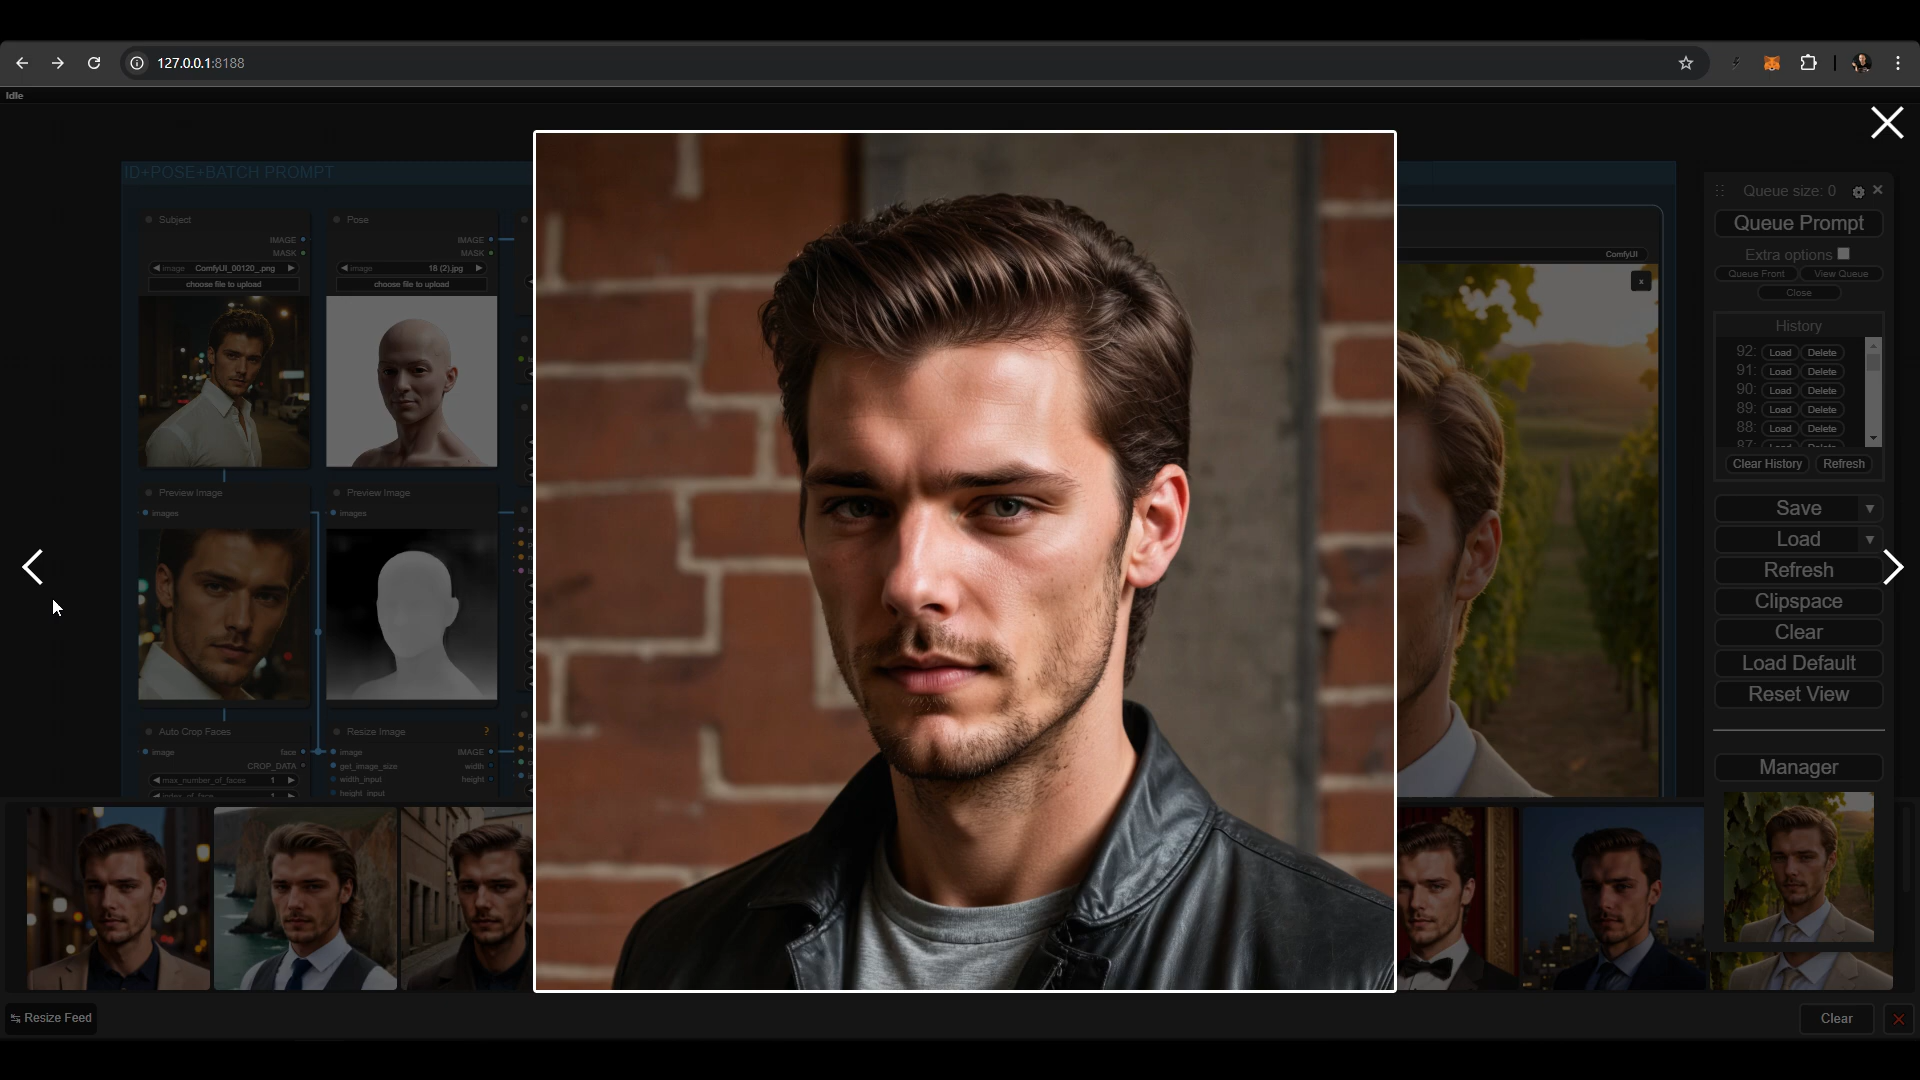 127.0.0.1:8188
Idle
ID+POSE+BATCH PROMPT
Subject
IMAGE
MASK
image ComfyUI_00120_.png
choose file to upload
Pose
IMAGE
MASK
image 18 (2).jpg
choose file to upload
Preview Image
images
Preview Image
images
Auto Crop Faces
image face
CROP_DATA
max_number_of_faces 1
index_of_face 1
Resize Image ?
image IMAGE
get_image_size width
width_input height
height_input
ComfyUI
x
Queue size: 0
Queue Prompt
Extra options
Queue Front View Queue
Close
History
92: Load Delete
91: Load Delete
90: Load Delete
89: Load Delete
88: Load Delete
87: Load Delete
Clear History Refresh
Save
Load
Refresh
Clipspace
Clear
Load Default
Reset View
Manager
Resize Feed
Clear